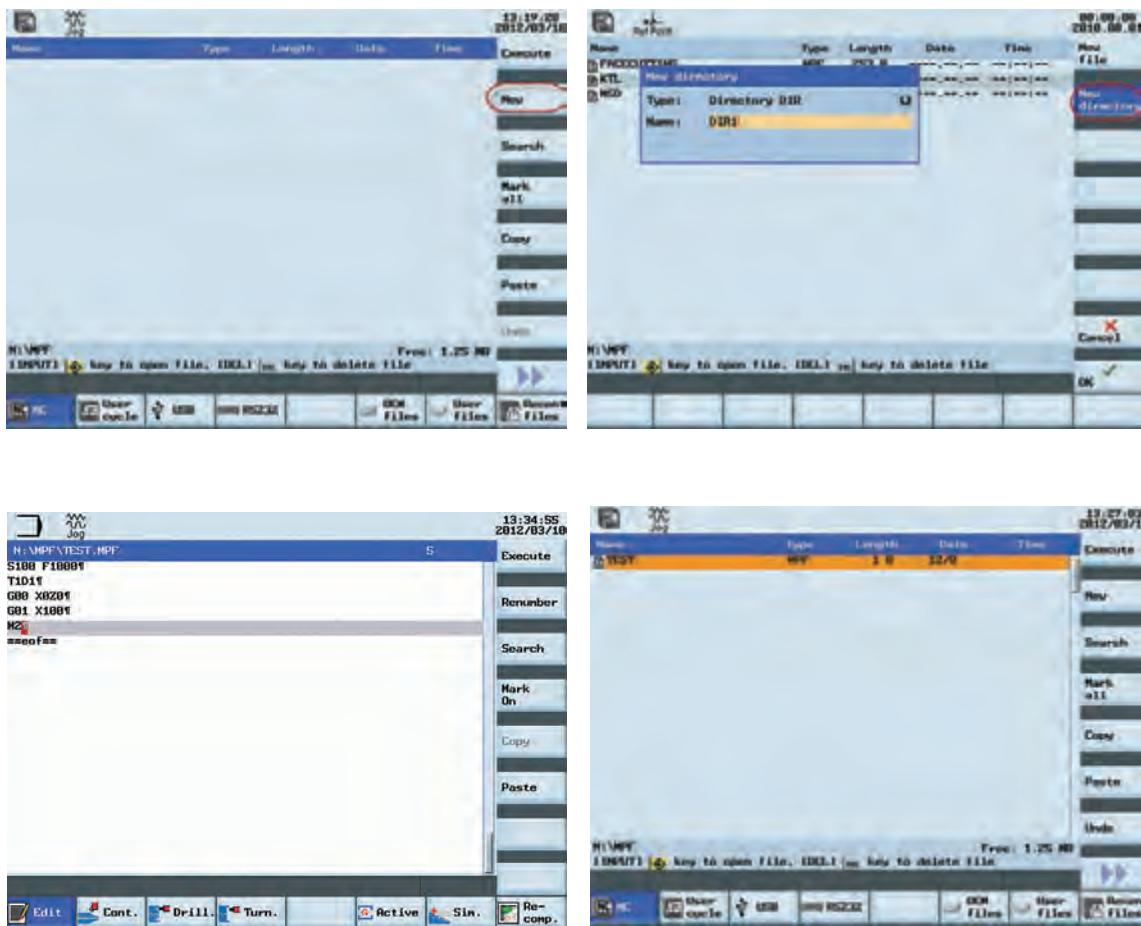 Jog
13:19:20
2012/03/10
Name Type Length Date Time
Execute
New
Search
Mark
all
Copy
Paste
Undo
N:\MPF
Free: 1.25 MB
[INPUT] key to open file, [DEL] key to delete file
NC
User
cycle
USB
RS232
OEM
files
User
files
files
Ref Point
00:00:00
Name Type Length Date Time
New
file
KTL
New directory
Type: Directory DIR
Name: DIR1
New
directory
Cancel
OK
N:\MPF
[INPUT] key to open file, [DEL] key to delete file
Jog
13:34:55
2012/03/10
N:\MPF\TEST.MPF 5
S100 F1000¶
T1D1¶
G00 X0Z0¶
G01 X100¶
M2¶
==eof==
Execute
Renumber
Search
Mark
On
Copy
Paste
Edit
Cont.
Drill.
Turn.
Active
Sim.
Re-
comp.
Jog
Name Type Length Date Time
TEST MPF
Execute
New
Search
Mark
all
Copy
Paste
Undo
N:\MPF
Free: 1.25 MB
[INPUT] key to open file, [DEL] key to delete file
NC
User
cycle
USB
RS232
OEM
files
User
files
files